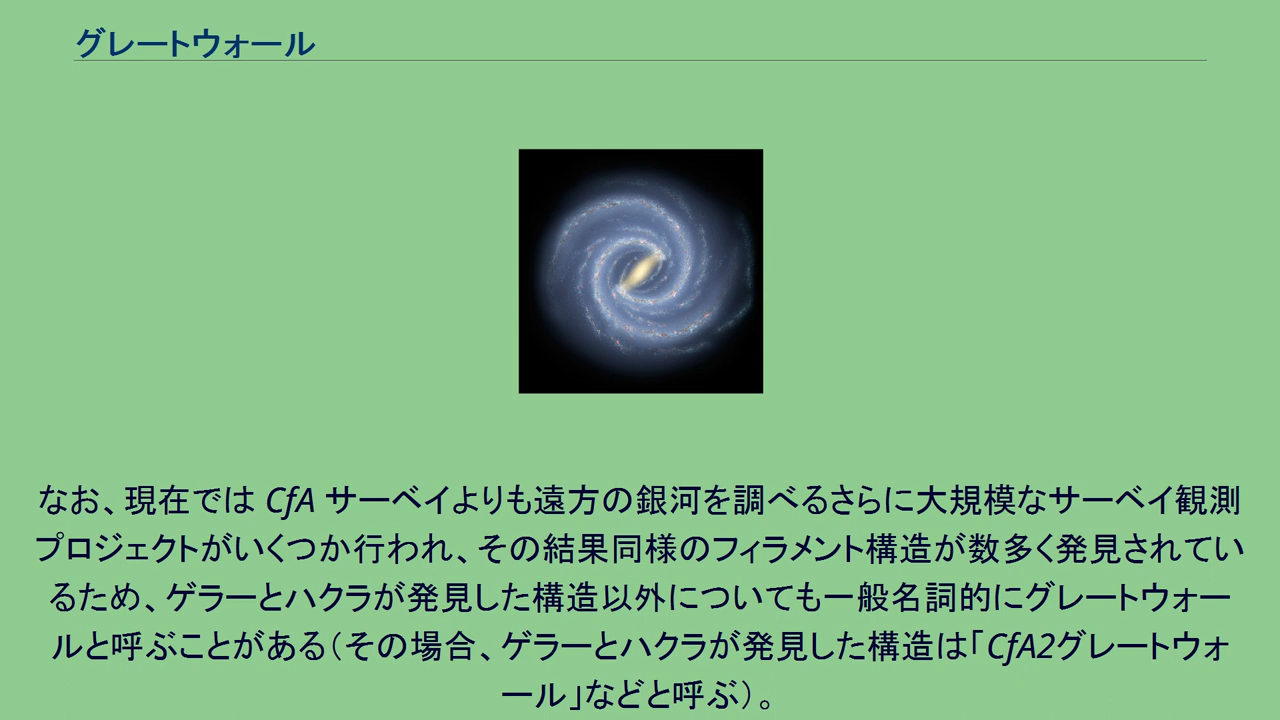 グレートウォール
なお、現在では CfA サーベイよりも遠方の銀河を調べるさらに大規模なサーベイ観測
プロジェクトがいくつか行われ、その結果同様のフィラメント構造が数多く発見されてい
るため、ゲラーとハクラが発見した構造以外についても一般名詞的にグレートウォー
ルと呼ぶことがある（その場合、ゲラーとハクラが発見した構造は「CfA2グレートウォ
ール」などと呼ぶ）。